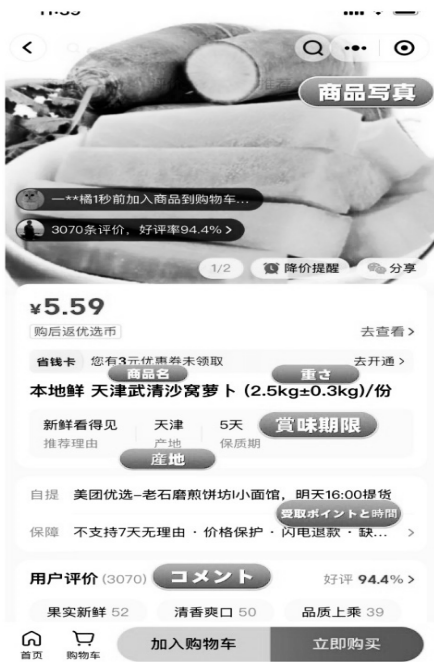 商品写真
一**橘1秒前加入商品到购物车...
3070条评价，好评率94.4% >
1/2 降价提醒 分享
¥5.59
购后返优选币 去查看 >
省钱卡 您有3元优惠券未领取 去开通 >
商品名 重さ
本地鲜 天津武清沙窝萝卜 (2.5kg±0.3kg)/份
新鲜看得见 天津 5天 賞味期限
推荐理由 产地 保质期
産地
自提 美团优选-老石磨煎饼坊I小面馆，明天16:00提货
受取ポイントと時間
保障 不支持7天无理由 · 价格保护 · 闪电退款 · 缺... >
用户评价 (3070) コメント 好评 94.4% >
果实新鲜 52 清香爽口 50 品质上乘 39
首页 购物车 加入购物车 立即购买